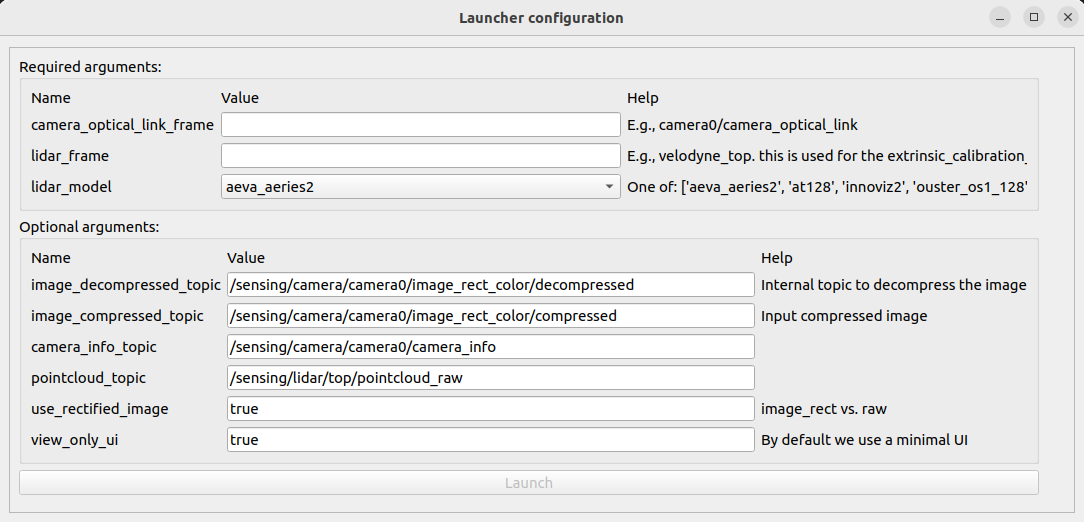 Launcher configuration
Required arguments:
Name Value Help
camera_optical_link_frame E.g., camera0/camera_optical_link
lidar_frame E.g., velodyne_top. this is used for the extrinsic_calibration_
lidar_model aeva_aeries2 One of: ['aeva_aeries2', 'at128', 'innoviz2', 'ouster_os1_128'
Optional arguments:
Name Value Help
image_decompressed_topic /sensing/camera/camera0/image_rect_color/decompressed Internal topic to decompress the image
image_compressed_topic /sensing/camera/camera0/image_rect_color/compressed Input compressed image
camera_info_topic /sensing/camera/camera0/camera_info
pointcloud_topic /sensing/lidar/top/pointcloud_raw
use_rectified_image true image_rect vs. raw
view_only_ui true By default we use a minimal UI
Launch